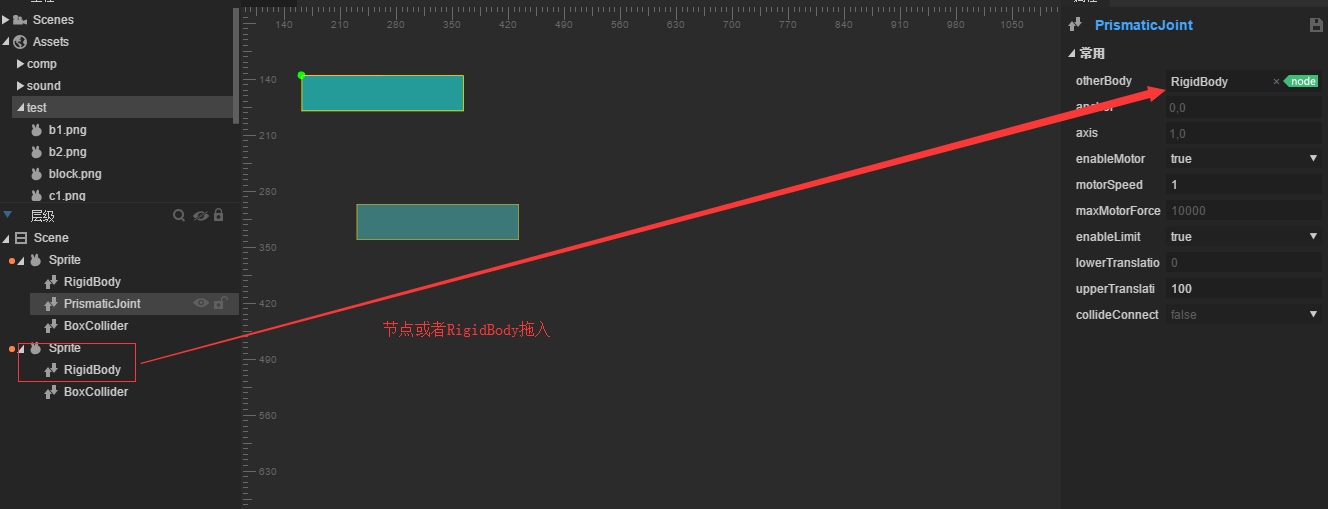 Scenes
Assets
comp
sound
test
b1.png
b2.png
block.png
c1.png
层级
Scene
Sprite
RigidBody
PrismaticJoint
BoxCollider
Sprite
RigidBody
BoxCollider
140 210 280 350 420 490 560 630 700 770 840 910 980 1050
140
210
280
350
420
490
560
630
节点或者RigidBody拖入
PrismaticJoint
常用
otherBody RigidBody × node
anchor 0,0
axis 1,0
enableMotor true
motorSpeed 1
maxMotorForce 10000
enableLimit true
lowerTranslatio 0
upperTranslati 100
collideConnect false